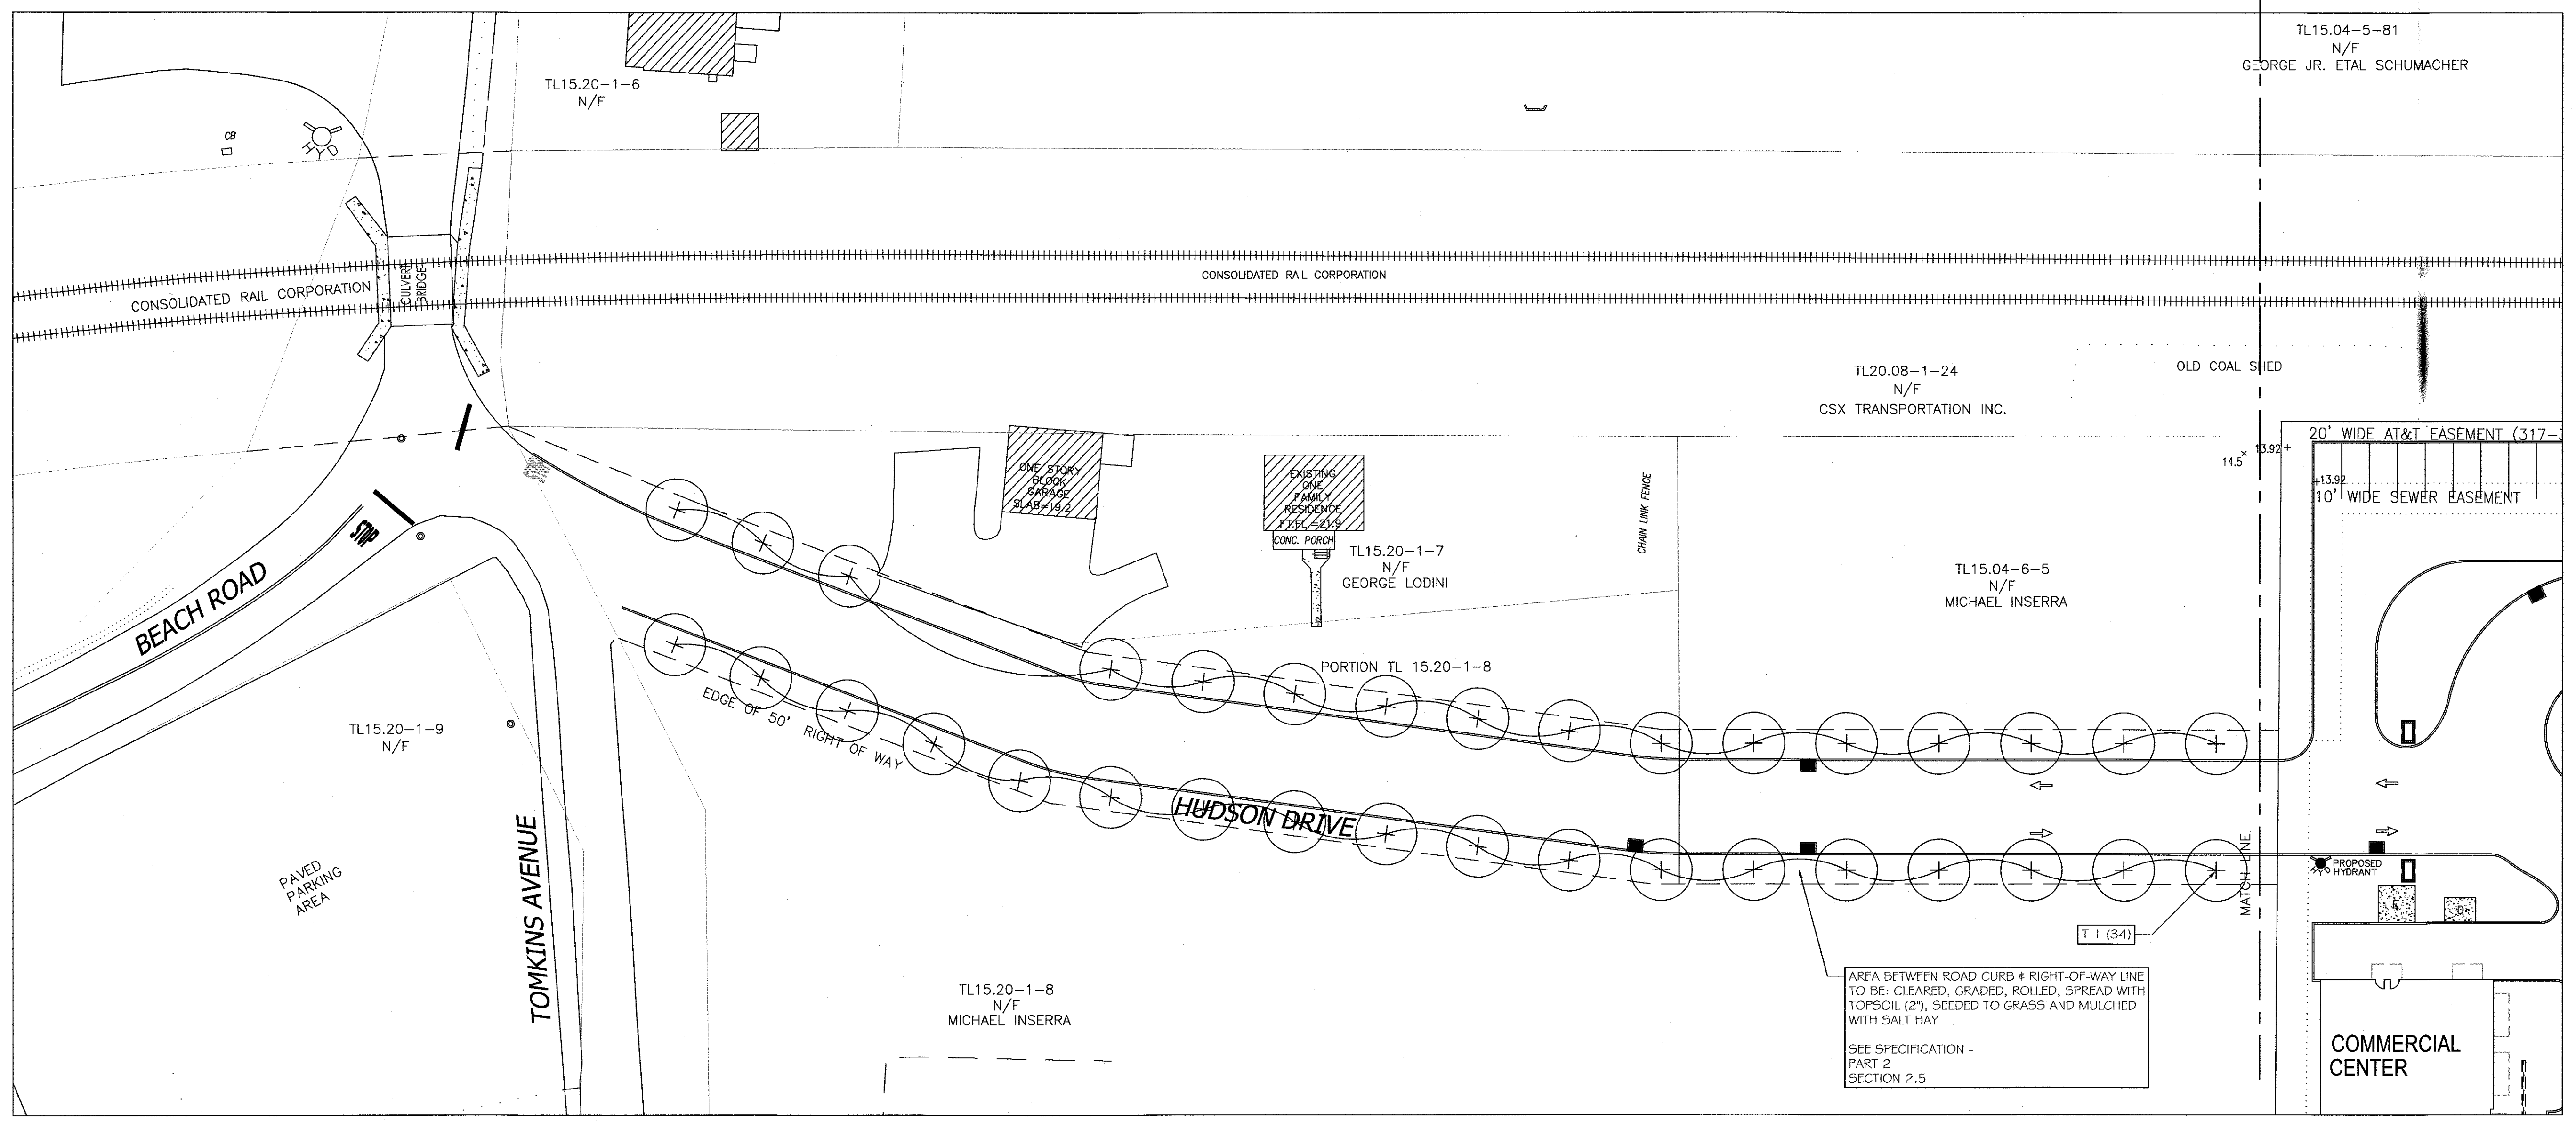 TL15.04-5-81
N/F
GEORGE JR. ETAL SCHUMACHER
TL15.20-1-6
N/F
CB
HYD
CONSOLIDATED RAIL CORPORATION
CULVERT
BRIDGE
CONSOLIDATED RAIL CORPORATION
TL20.08-1-24
N/F
CSX TRANSPORTATION INC.
OLD COAL SHED
20' WIDE AT&T EASEMENT (317-
13.92
14.5
13.92
10' WIDE SEWER EASEMENT
ONE STORY
BLOCK
GARAGE
SLAB=19.2
EXISTING
ONE
FAMILY
RESIDENCE
FT.FL.=21.9
CONC. PORCH
CHAIN LINK FENCE
TL15.20-1-7
N/F
GEORGE LODINI
TL15.04-6-5
N/F
MICHAEL INSERRA
STOP
BEACH ROAD
PORTION TL 15.20-1-8
EDGE OF 50' RIGHT OF WAY
TL15.20-1-9
N/F
HUDSON DRIVE
PAVED
PARKING
AREA
TOMKINS AVENUE
MATCH LINE
PROPOSED
HYDRANT
HYD
T-1 (34)
TL15.20-1-8
N/F
MICHAEL INSERRA
AREA BETWEEN ROAD CURB & RIGHT-OF-WAY LINE
TO BE: CLEARED, GRADED, ROLLED, SPREAD WITH
TOPSOIL (2"), SEEDED TO GRASS AND MULCHED
WITH SALT HAY
SEE SPECIFICATION -
PART 2
SECTION 2.5
COMMERCIAL
CENTER